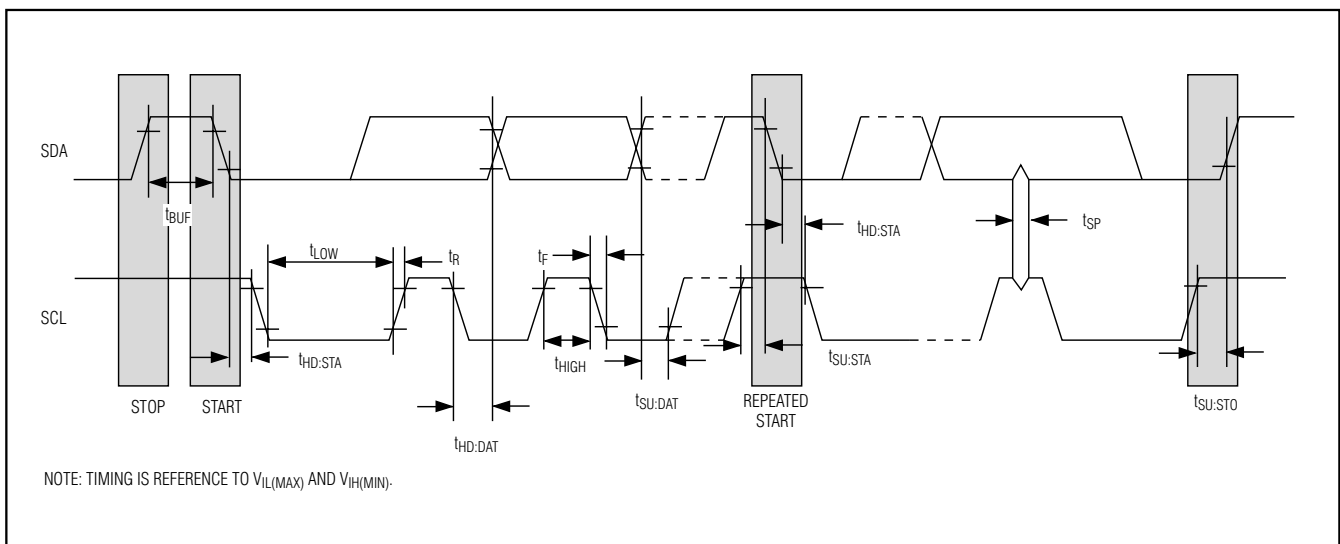 SDA
tBUF
tLOW
tR
tF
tHD:STA
tSP
SCL
tHD:STA
tHIGH
tSU:DAT
tSU:STA
tSU:STO
STOP
START
REPEATED
START
tHD:DAT
NOTE: TIMING IS REFERENCE TO VIL(MAX) AND VIH(MIN).